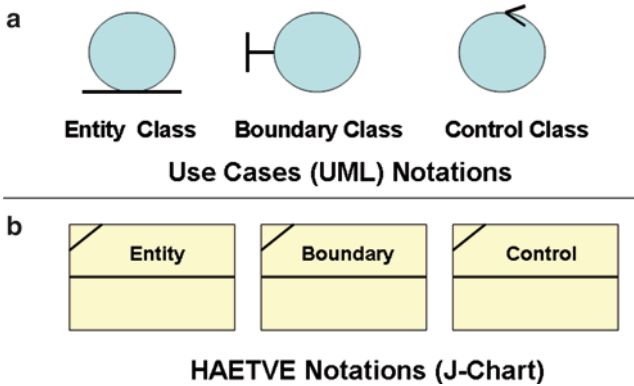 a
Entity Class Boundary Class Control Class
Use Cases (UML) Notations
b
Entity Boundary Control
HAETVE Notations (J-Chart)